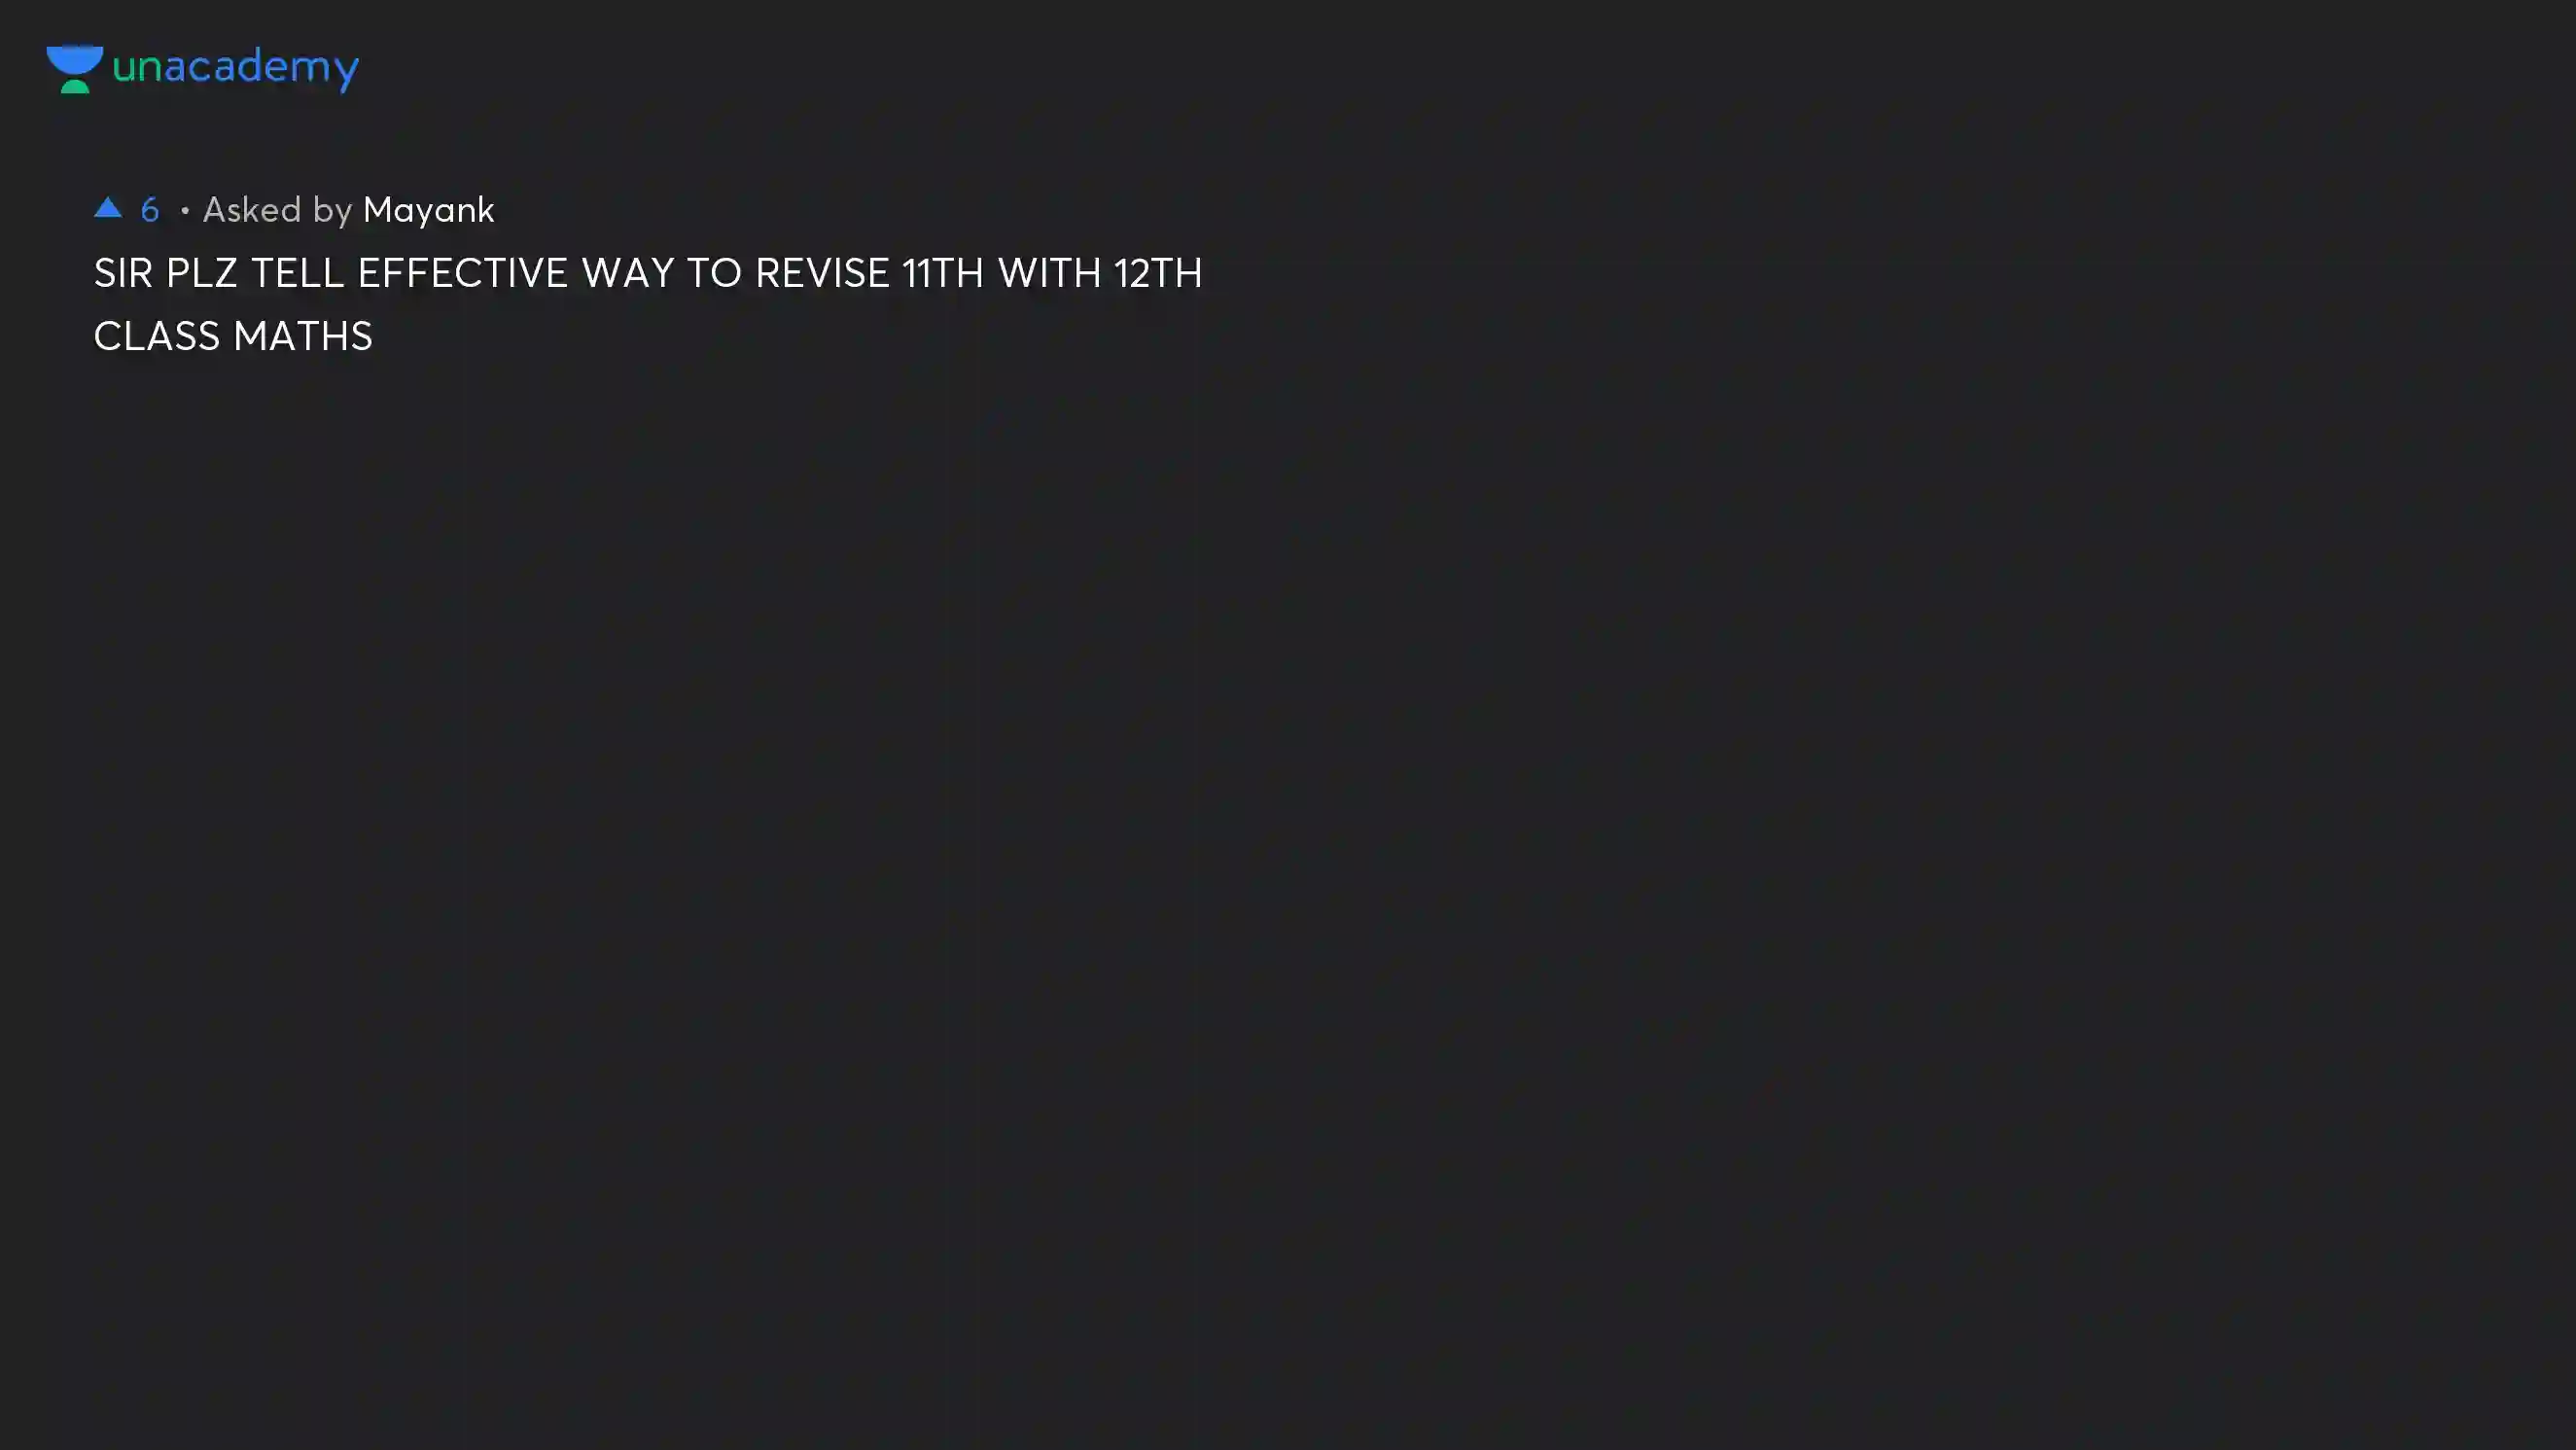 unacademy
▲ 6 • Asked by Mayank
SIR PLZ TELL EFFECTIVE WAY TO REVISE 11TH WITH 12TH
CLASS MATHS